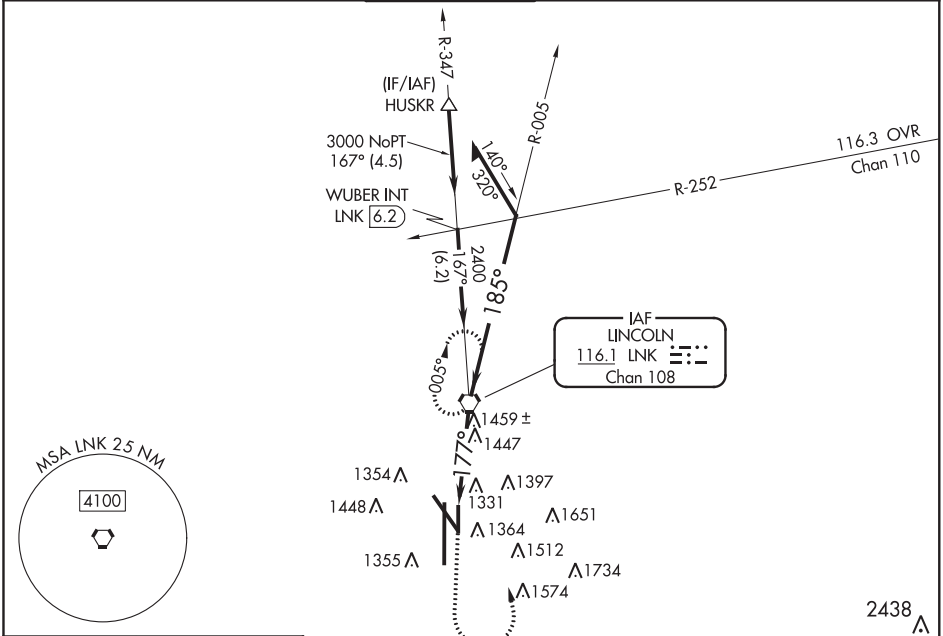 R-347
(IF/IAF)
HUSKR
R-005
3000 NoPT
167° (4.5)
140°
320°
116.3 OVR
Chan 110
R-252
WUBER INT
LNK 6.2
2400
167°
(6.2)
185°
005°
IAF
LINCOLN
116.1 LNK
Chan 108
1459 ±
1447
177°
MSA LNK 25 NM
4100
1354
1397
1331
1448
1651
1364
1512
1355
1734
1574
2438